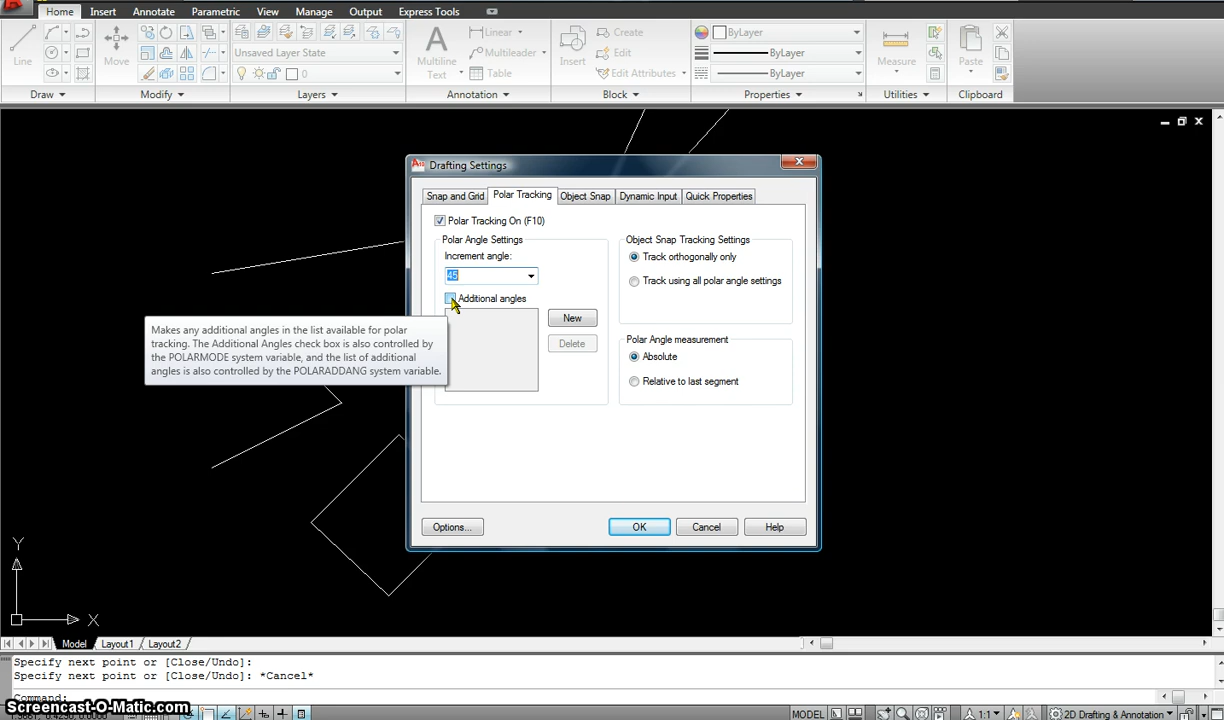 Home Insert Annotate Parametric View Manage Output Express Tools
Line Move Unsaved Layer State Multiline Text Linear Multileader Table Insert Create Edit Edit Attributes ByLayer ByLayer ByLayer Measure Paste
0
Draw Modify Layers Annotation Block Properties Utilities Clipboard
Drafting Settings
Snap and Grid Polar Tracking Object Snap Dynamic Input Quick Properties
Polar Tracking On (F10)
Polar Angle Settings
Increment angle:
45
Additional angles
New
Delete
Object Snap Tracking Settings
Track orthogonally only
Track using all polar angle settings
Polar Angle measurement
Absolute
Relative to last segment
Makes any additional angles in the list available for polar
tracking. The Additional Angles check box is also controlled by
the POLARMODE system variable, and the list of additional
angles is also controlled by the POLARADDANG system variable.
Options... OK Cancel Help
Y
X
Model Layout1 Layout2
Specify next point or [Close/Undo]:
Specify next point or [Close/Undo]: *Cancel*
Command:
Screencast-O-Matic.com
MODEL 1:1 2D Drafting & Annotation